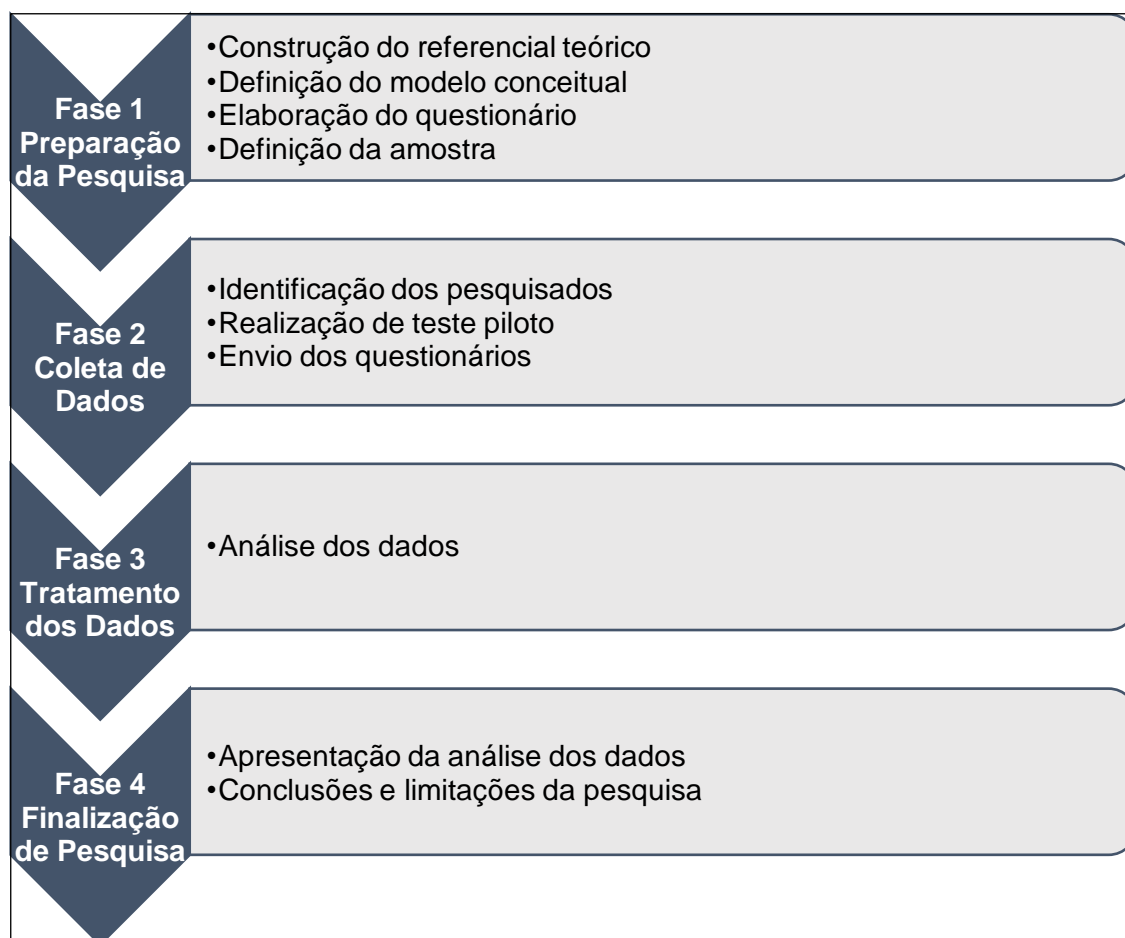 Fase 1
Preparação
da Pesquisa
•Construção do referencial teórico
•Definição do modelo conceitual
•Elaboração do questionário
•Definição da amostra
Fase 2
Coleta de
Dados
•Identificação dos pesquisados
•Realização de teste piloto
•Envio dos questionários
Fase 3
Tratamento
dos Dados
•Análise dos dados
Fase 4
Finalização
de Pesquisa
•Apresentação da análise dos dados
•Conclusões e limitações da pesquisa